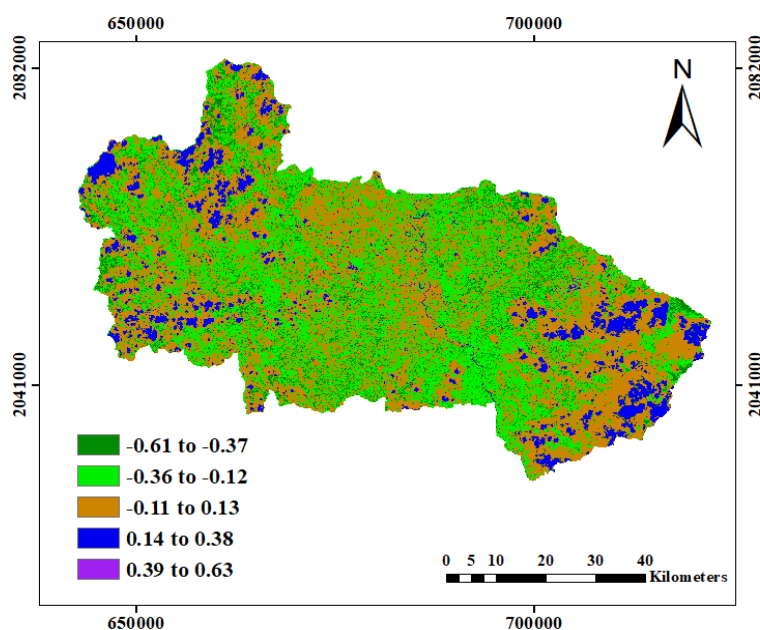 650000 700000
2082000 2082000
N
2041000 2041000
-0.61 to -0.37
-0.36 to -0.12
-0.11 to 0.13
0.14 to 0.38
0.39 to 0.63
0 5 10 20 30 40
Kilometers
650000 700000